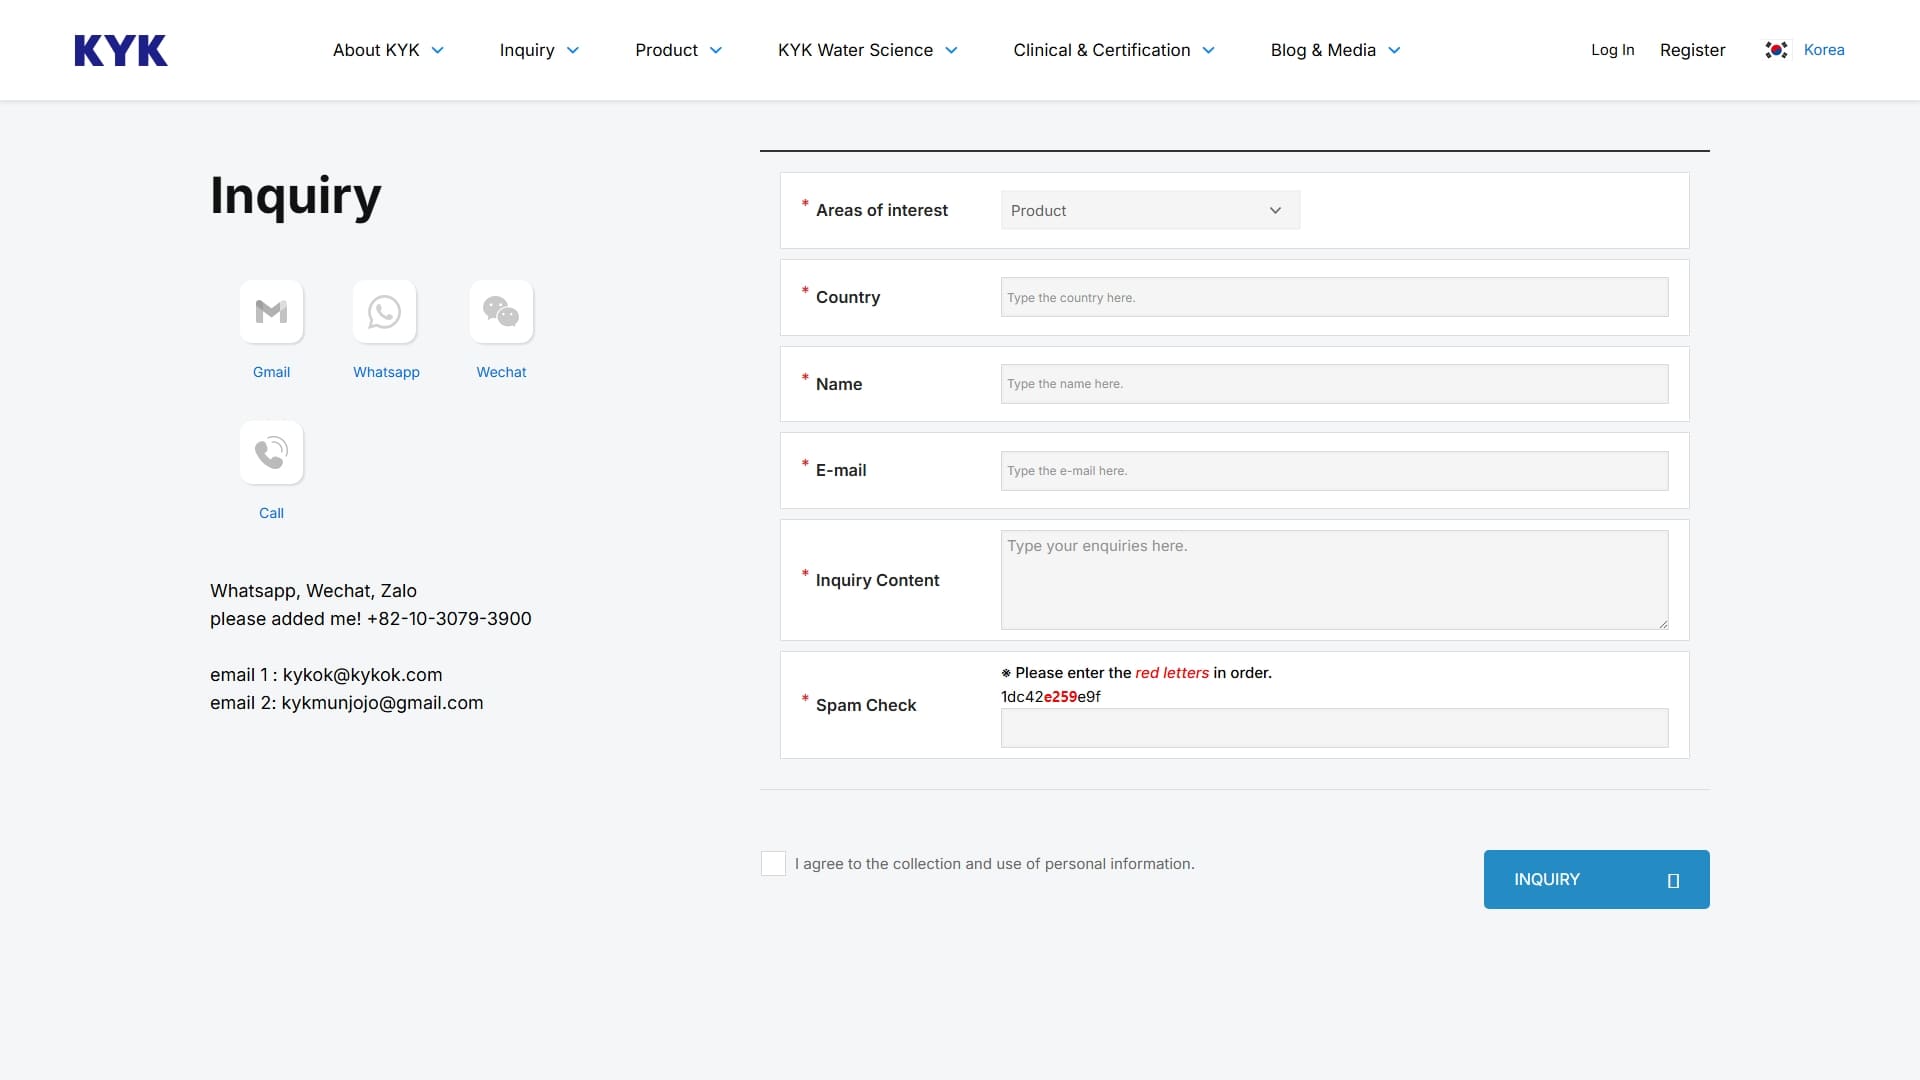 KYK
About KYK
Inquiry
Product
KYK Water Science
Clinical & Certification
Blog & Media
Log In
Register
Korea
Inquiry
Gmail
Whatsapp
Wechat
Call
Whatsapp, Wechat, Zalo
please added me! +82-10-3079-3900
email 1 : kykok@kykok.com
email 2: kykmunjojo@gmail.com
* Areas of interest
Product
* Country
Type the country here.
* Name
Type the name here.
* E-mail
Type the e-mail here.
* Inquiry Content
Type your enquiries here.
* Spam Check
※ Please enter the red letters in order.
1dc42e259e9f
I agree to the collection and use of personal information.
INQUIRY